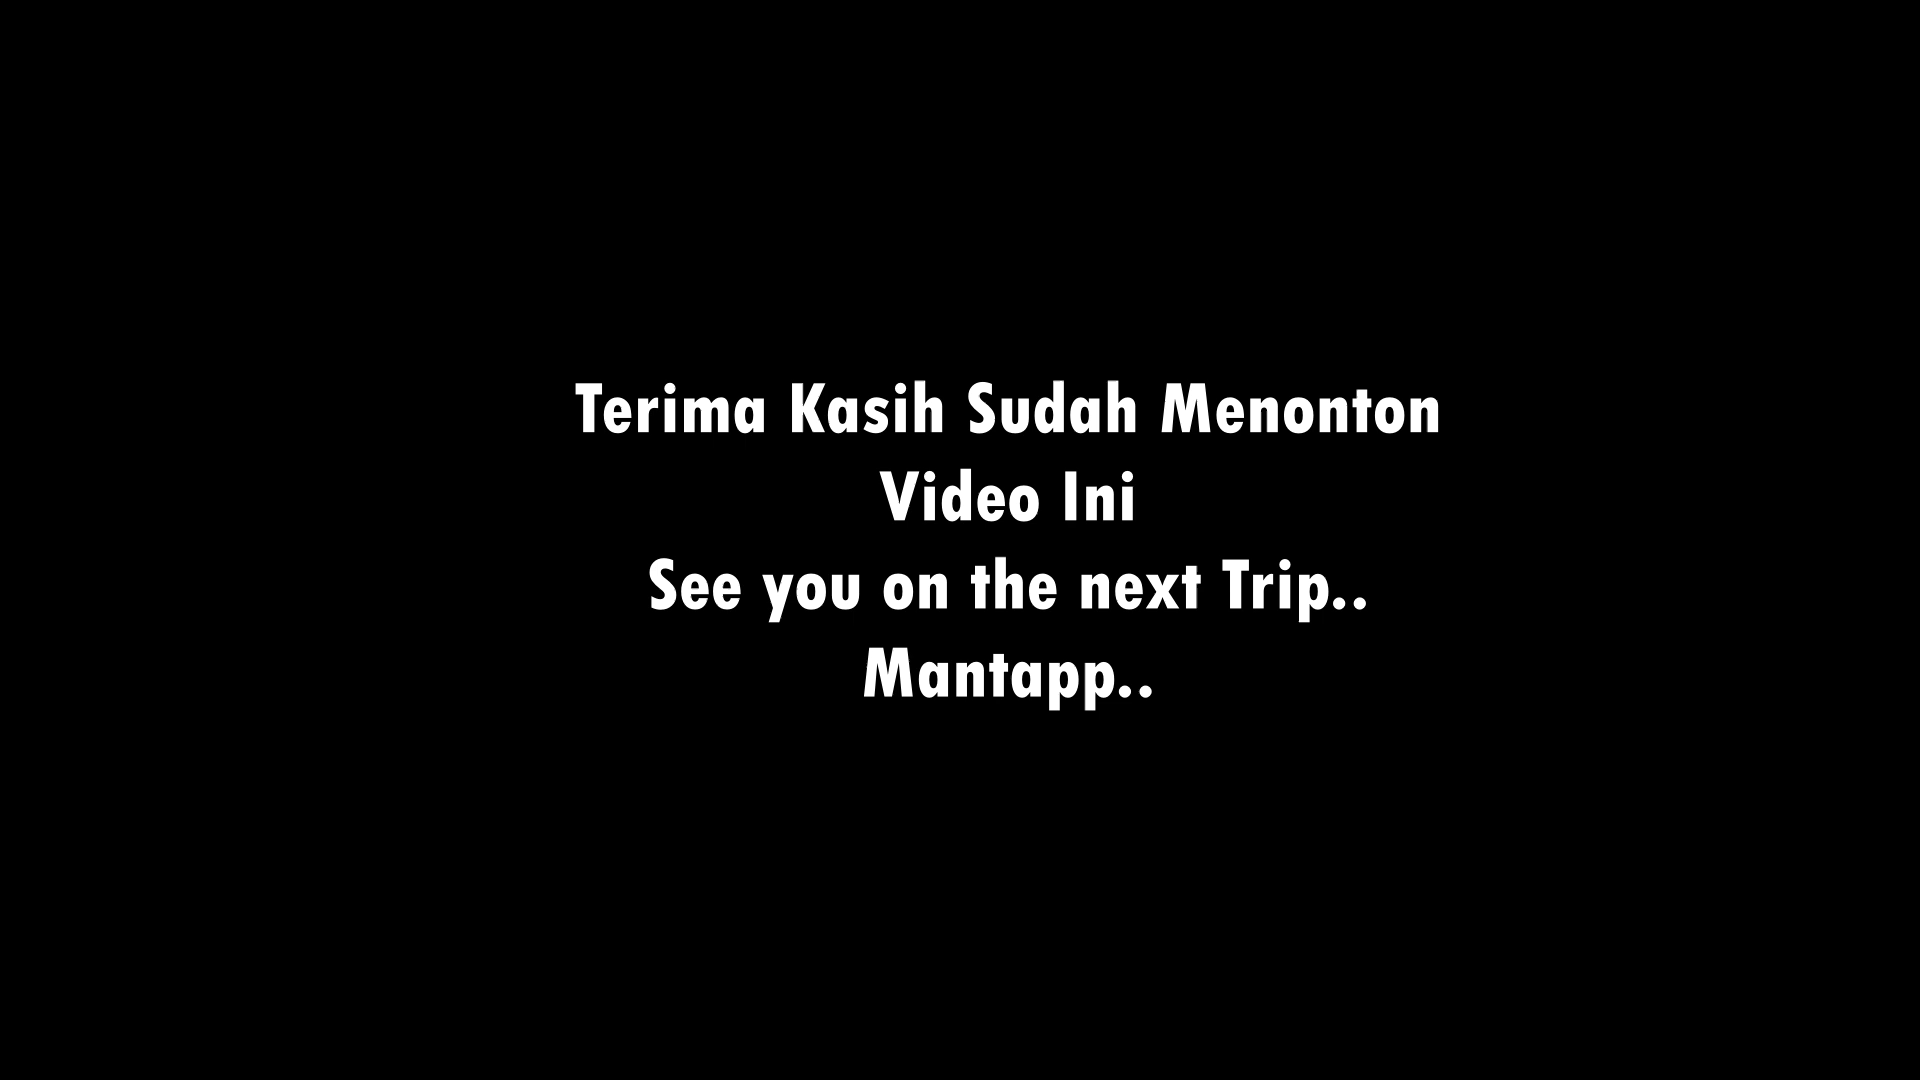 Terima Kasih Sudah Menonton
Video Ini
See you on the next Trip..
Mantapp..